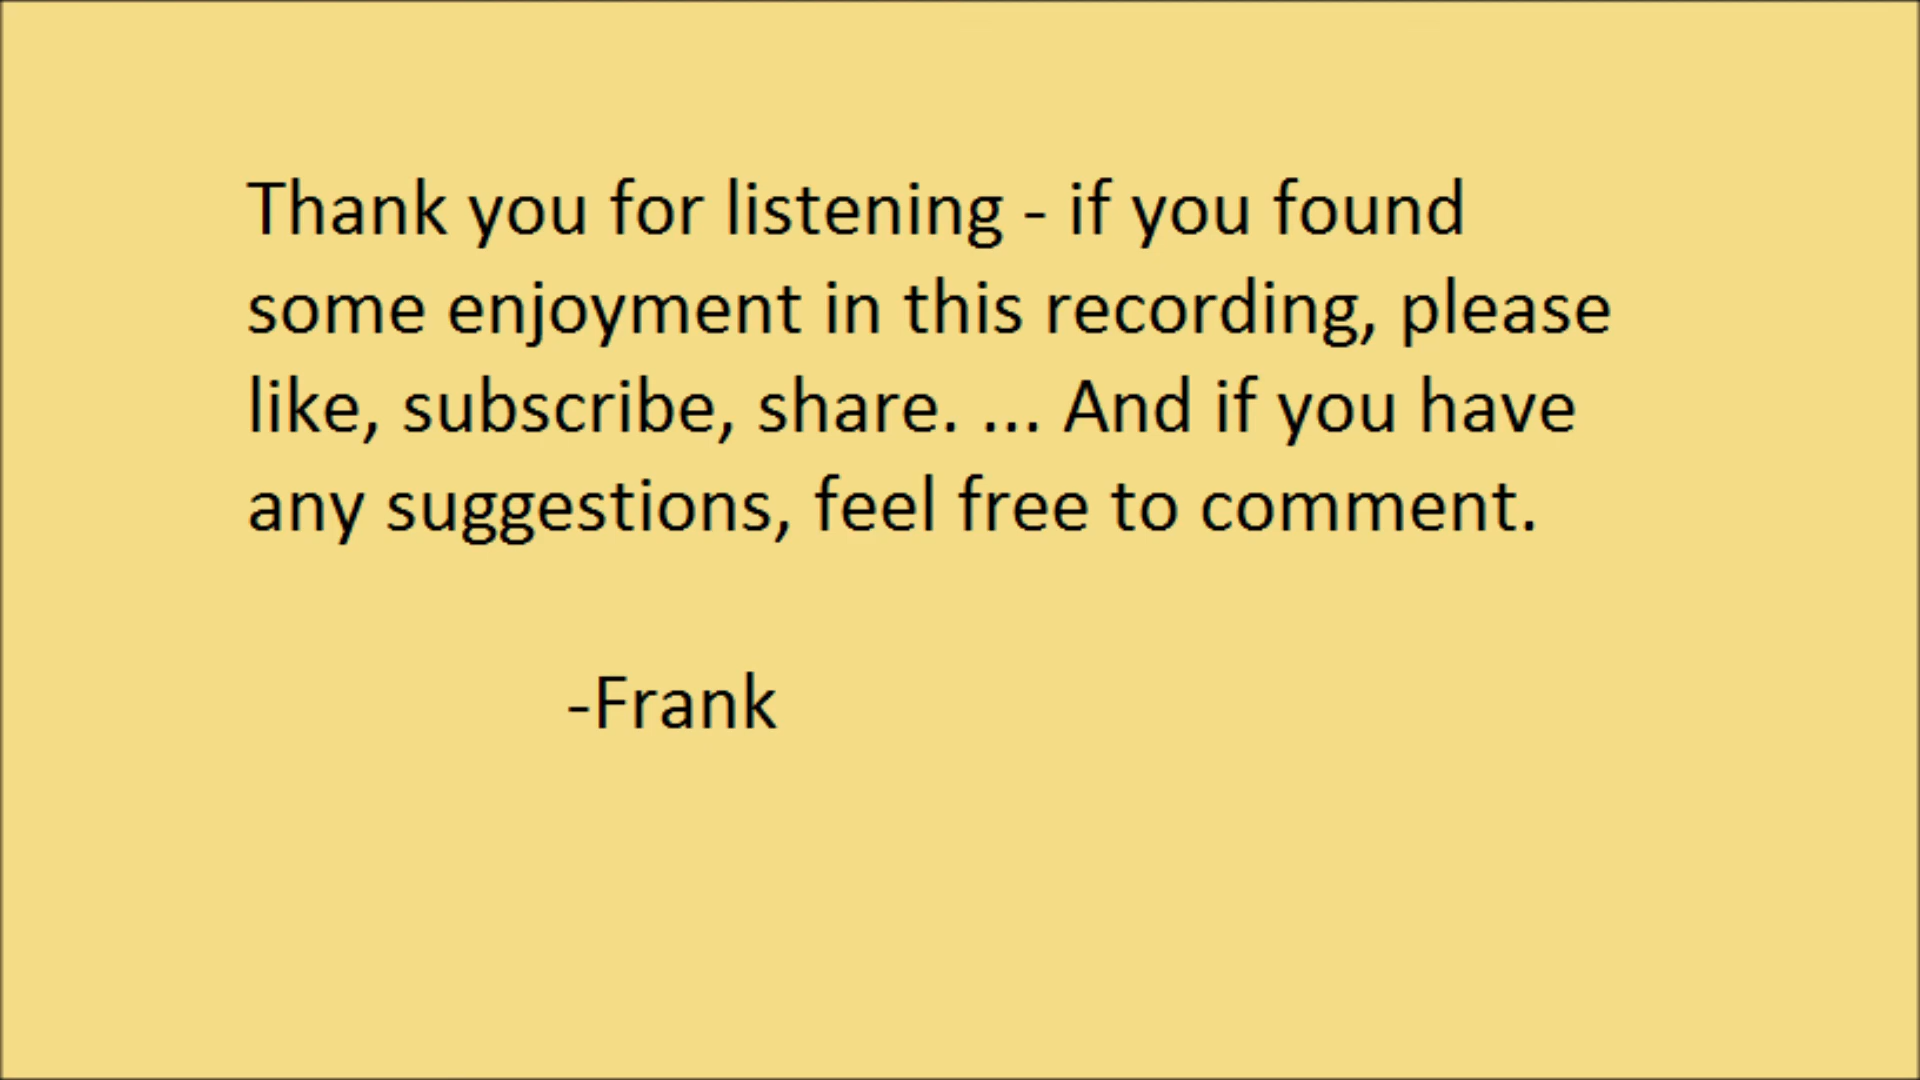 Thank you for listening - if you found
some enjoyment in this recording, please
like, subscribe, share. ... And if you have
any suggestions, feel free to comment.
-Frank